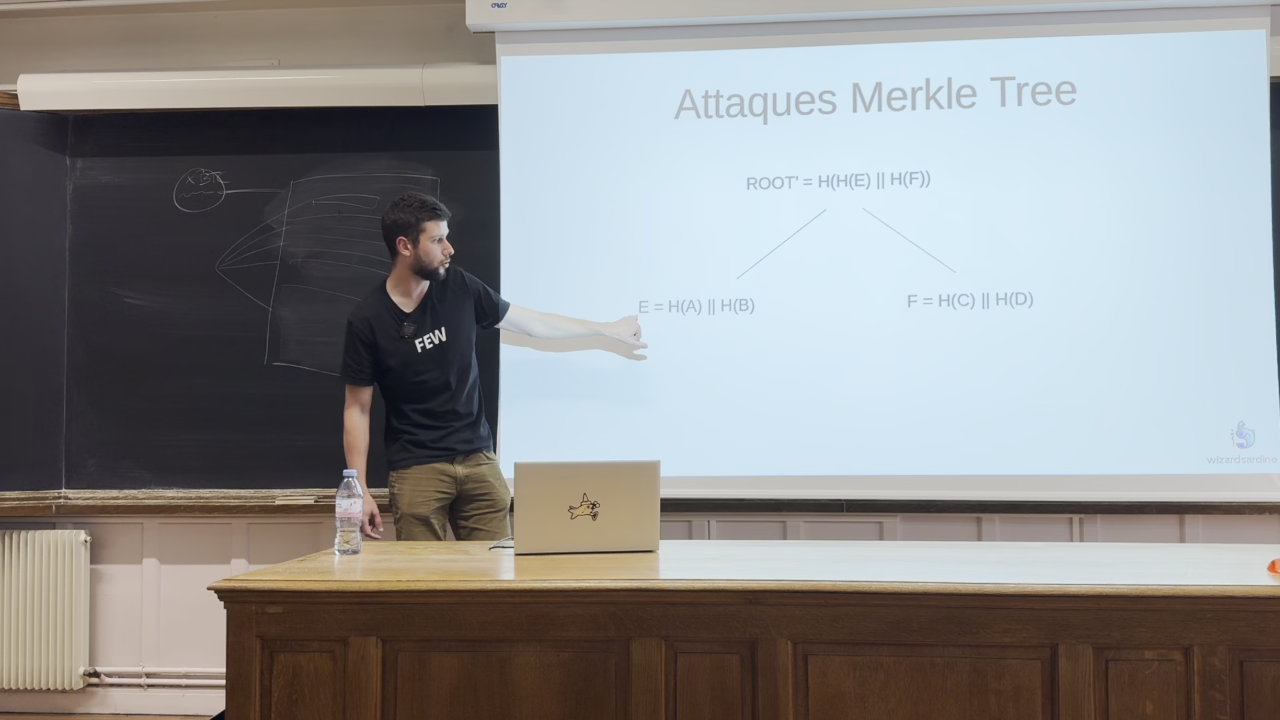 Attaques Merkle Tree
ROOT' = H(H(E) || H(F))
E = H(A) || H(B)
F = H(C) || H(D)
FEW
wizardsardine